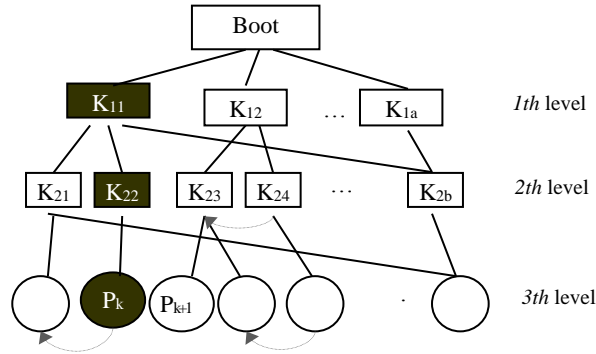 Boot
K11 K12 ... K1a 1th level
K21 K22 K23 K24 ... K2b 2th level
Pk Pk+1 . 3th level